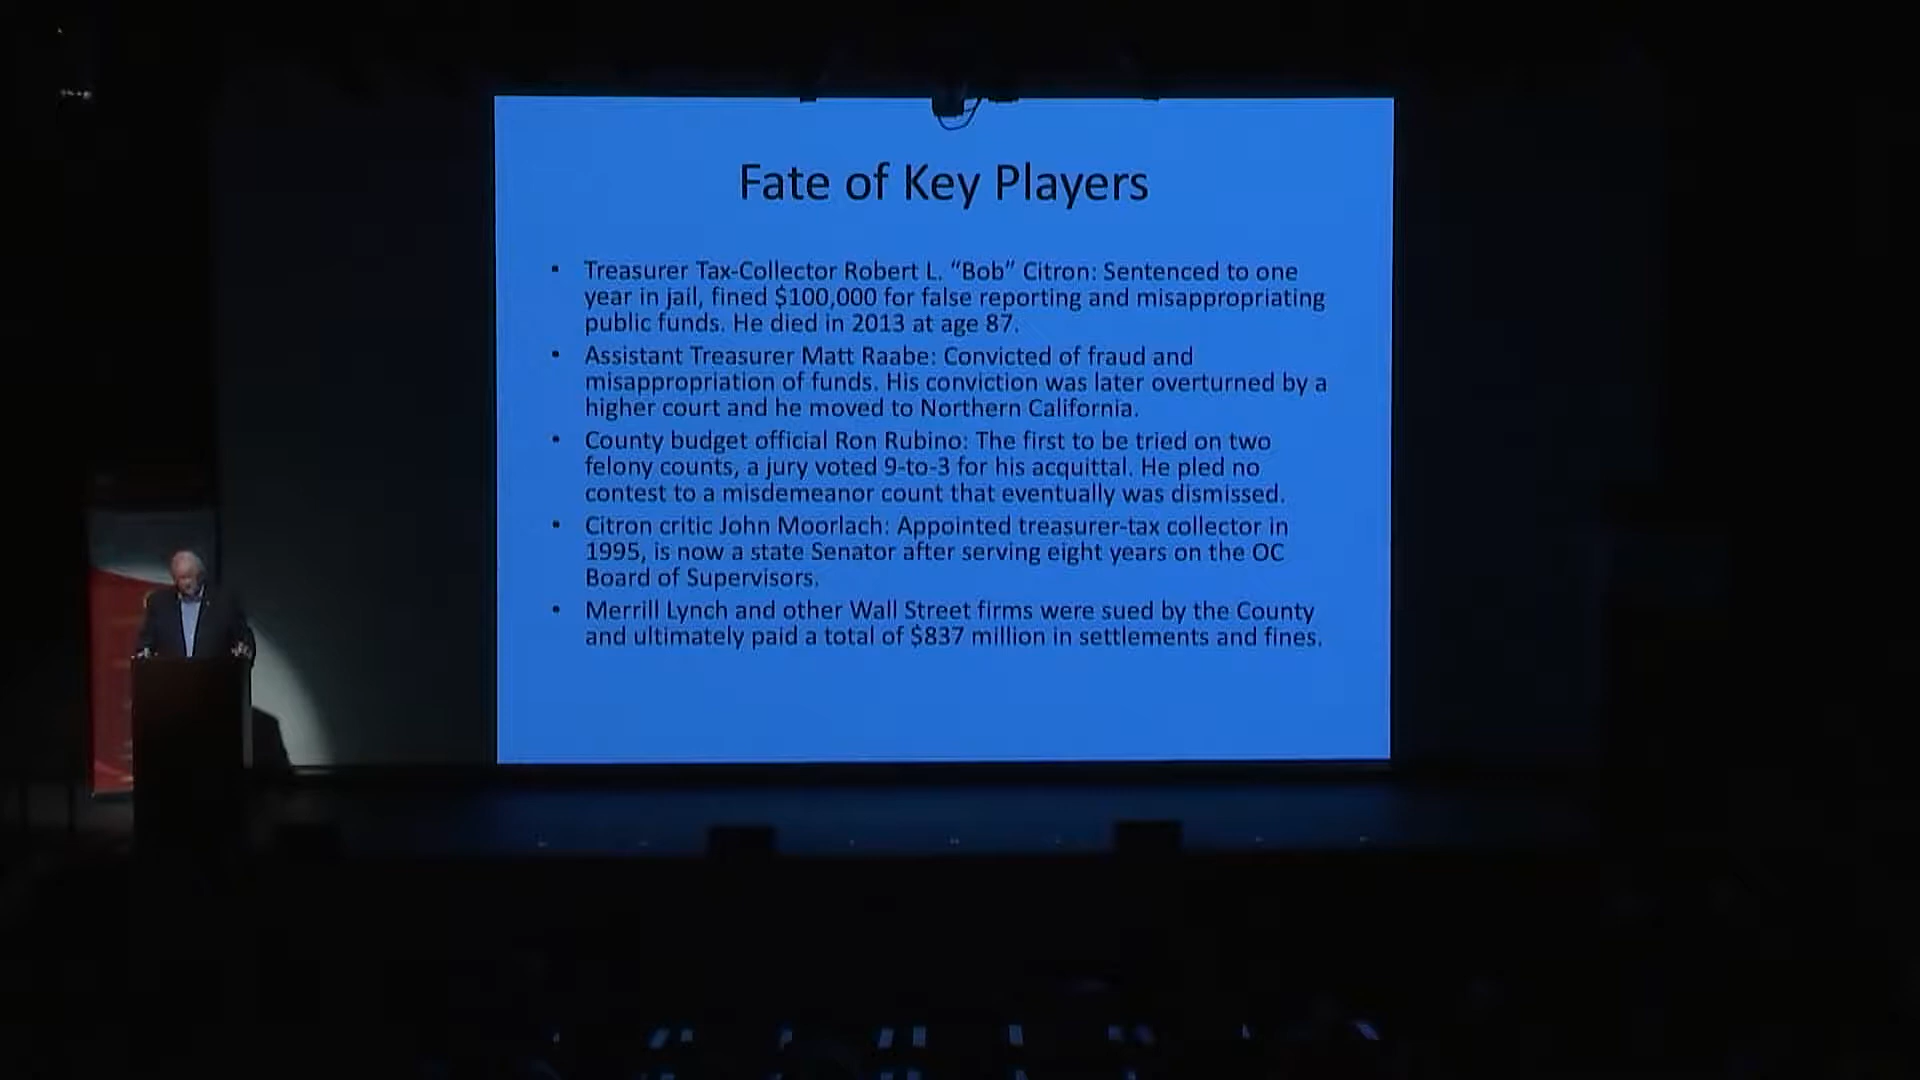 Fate of Key Players
• Treasurer Tax-Collector Robert L. “Bob” Citron: Sentenced to one
year in jail, fined $100,000 for false reporting and misappropriating
public funds. He died in 2013 at age 87.
• Assistant Treasurer Matt Raabe: Convicted of fraud and
misappropriation of funds. His conviction was later overturned by a
higher court and he moved to Northern California.
• County budget official Ron Rubino: The first to be tried on two
felony counts, a jury voted 9-to-3 for his acquittal. He pled no
contest to a misdemeanor count that eventually was dismissed.
• Citron critic John Moorlach: Appointed treasurer-tax collector in
1995, is now a state Senator after serving eight years on the OC
Board of Supervisors.
• Merrill Lynch and other Wall Street firms were sued by the County
and ultimately paid a total of $837 million in settlements and fines.